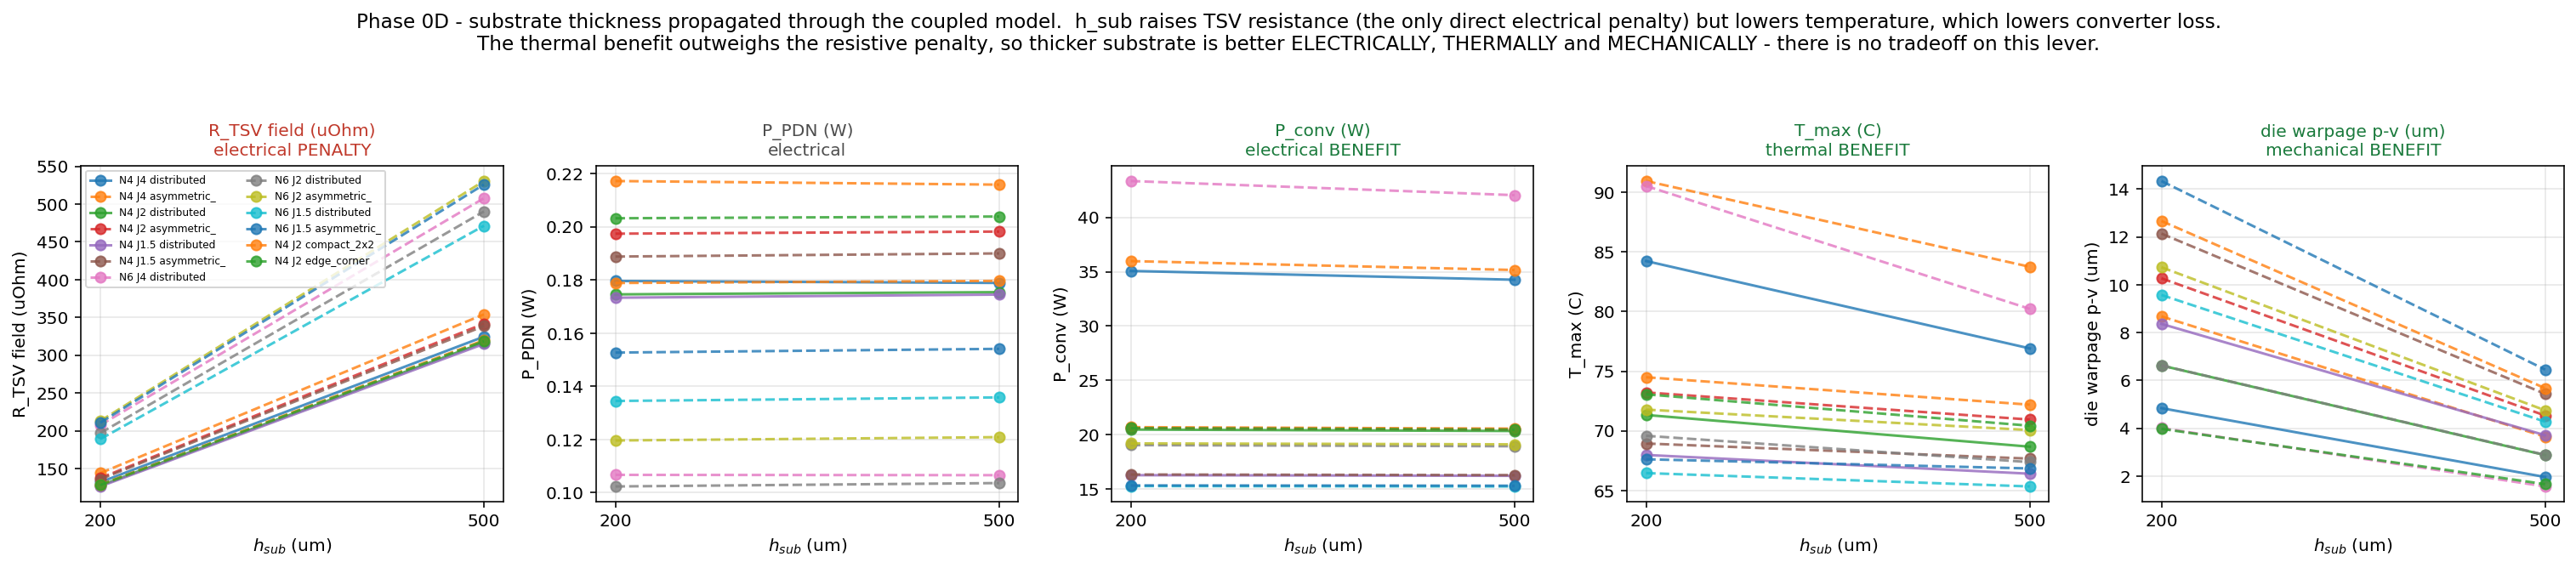 Phase 0D - substrate thickness propagated through the coupled model.  h_sub raises TSV resistance (the only direct electrical penalty) but lowers temperature, which lowers converter loss.
The thermal benefit outweighs the resistive penalty, so thicker substrate is better ELECTRICALLY, THERMALLY and MECHANICALLY - there is no tradeoff on this lever.
R_TSV field (uOhm)
electrical PENALTY
R_TSV field (uOhm)
550
500
450
400
350
300
250
200
150
N4 J4 distributed
N4 J4 asymmetric_
N4 J2 distributed
N4 J2 asymmetric_
N4 J1.5 distributed
N4 J1.5 asymmetric_
N6 J4 distributed
N6 J2 distributed
N6 J2 asymmetric_
N6 J1.5 distributed
N6 J1.5 asymmetric_
N4 J2 compact_2x2
N4 J2 edge_corner
200 500
h_sub (um)
P_PDN (W)
electrical
P_PDN (W)
0.22
0.20
0.18
0.16
0.14
0.12
0.10
200 500
h_sub (um)
P_conv (W)
electrical BENEFIT
P_conv (W)
40
35
30
25
20
15
200 500
h_sub (um)
T_max (C)
thermal BENEFIT
T_max (C)
90
85
80
75
70
65
200 500
h_sub (um)
die warpage p-v (um)
mechanical BENEFIT
die warpage p-v (um)
14
12
10
8
6
4
2
200 500
h_sub (um)